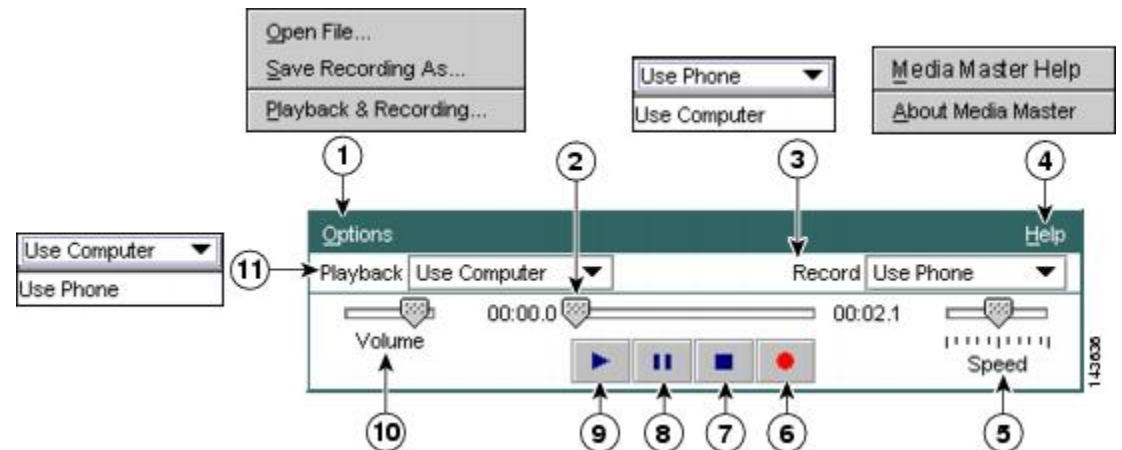 Open File...
Save Recording As...
Playback & Recording...
Use Phone
Use Computer
Media Master Help
About Media Master
1
2
3
4
Options
Help
Use Computer
Use Phone
11
Playback Use Computer
Record Use Phone
00:00.0
00:02.1
Volume
Speed
143636
10
9
8
7
6
5